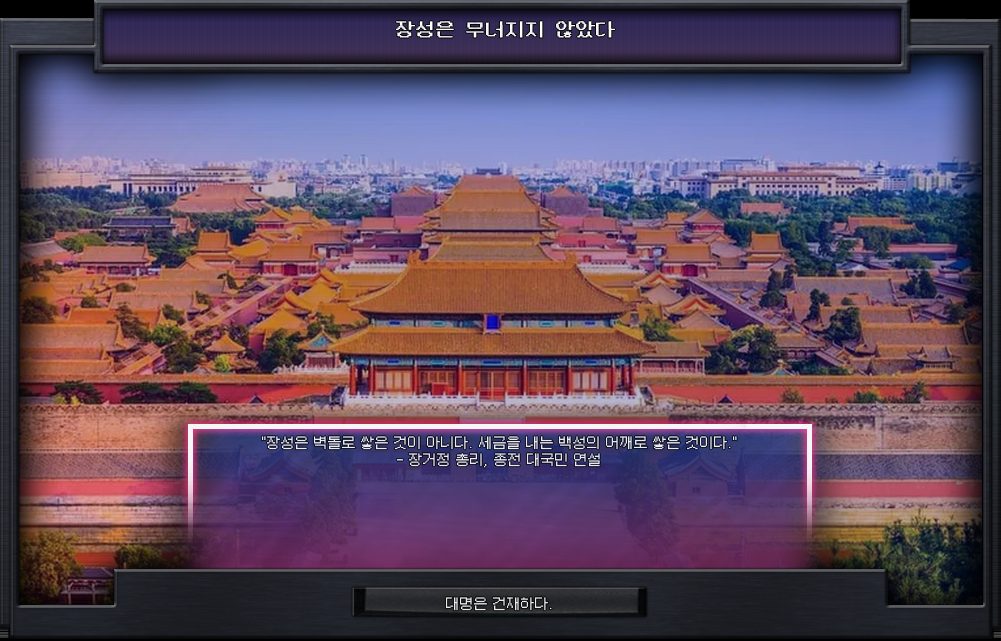 장성은 무너지지 않았다
"장성은 벽돌로 쌓은 것이 아니다. 세금을 내는 백성의 어깨로 쌓은 것이다."
- 장거정 총리, 종전 대국민 연설
대명은 건재하다.